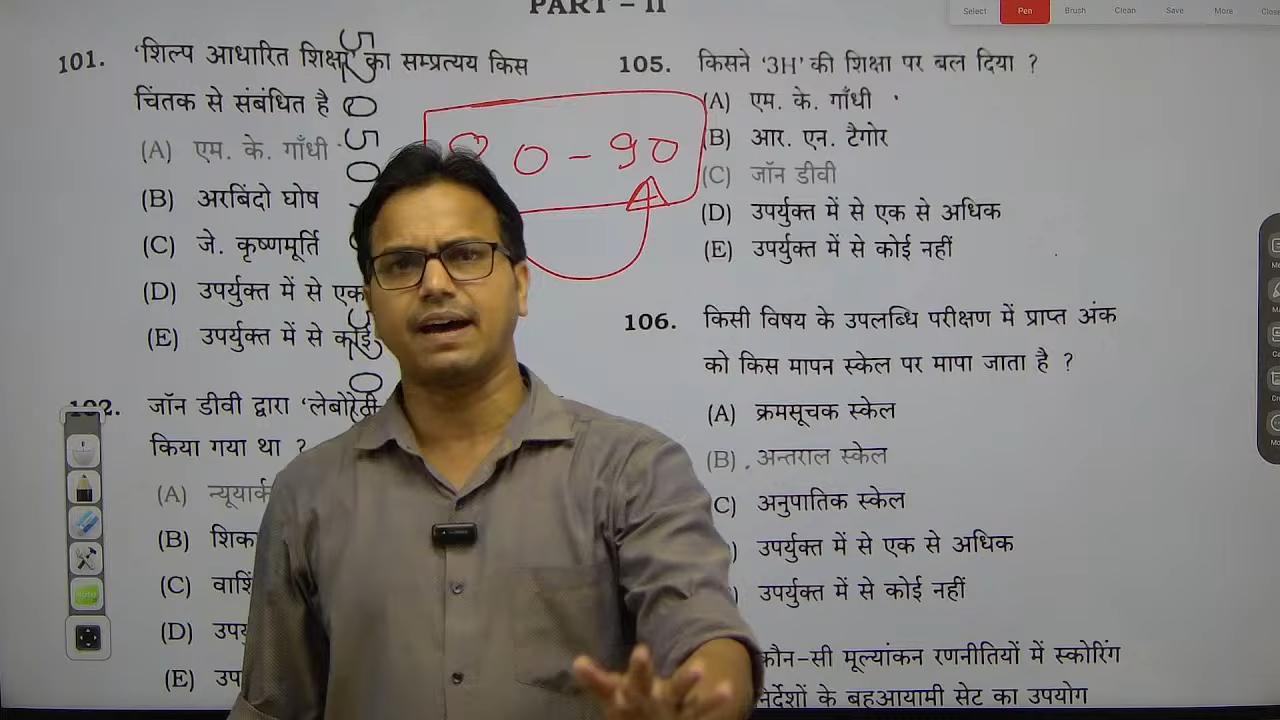 PART – II
Select Pen Brush Clean Save More
101. 'शिल्प आधारित शिक्षा' का सम्प्रत्यय किस
चिंतक से संबंधित है
(A) एम. के. गाँधी
(B) अरबिंदो घोष
(C) जे. कृष्णमूर्ति
(D) उपर्युक्त में से एक
(E) उपर्युक्त में से कोई
102. जॉन डीवी द्वारा 'लेबोरेट्री
किया गया था ?
(A) न्यूयार्क
(B)
(C)
(D)
(E)
0 – 90
105. किसने '3H' की शिक्षा पर बल दिया ?
(A) एम. के. गाँधी
(B) आर. एन. टैगोर
(C) जॉन डीवी
(D) उपर्युक्त में से एक से अधिक
(E) उपर्युक्त में से कोई नहीं
106. किसी विषय के उपलब्धि परीक्षण में प्राप्त अंक
को किस मापन स्केल पर मापा जाता है ?
(A) क्रमसूचक स्केल
(B) अन्तराल स्केल
C) अनुपातिक स्केल
) उपर्युक्त में से एक से अधिक
) उपर्युक्त में से कोई नहीं
कौन-सी मूल्यांकन रणनीतियों में स्कोरिंग
निर्देशों के बहुआयामी सेट का उपयोग